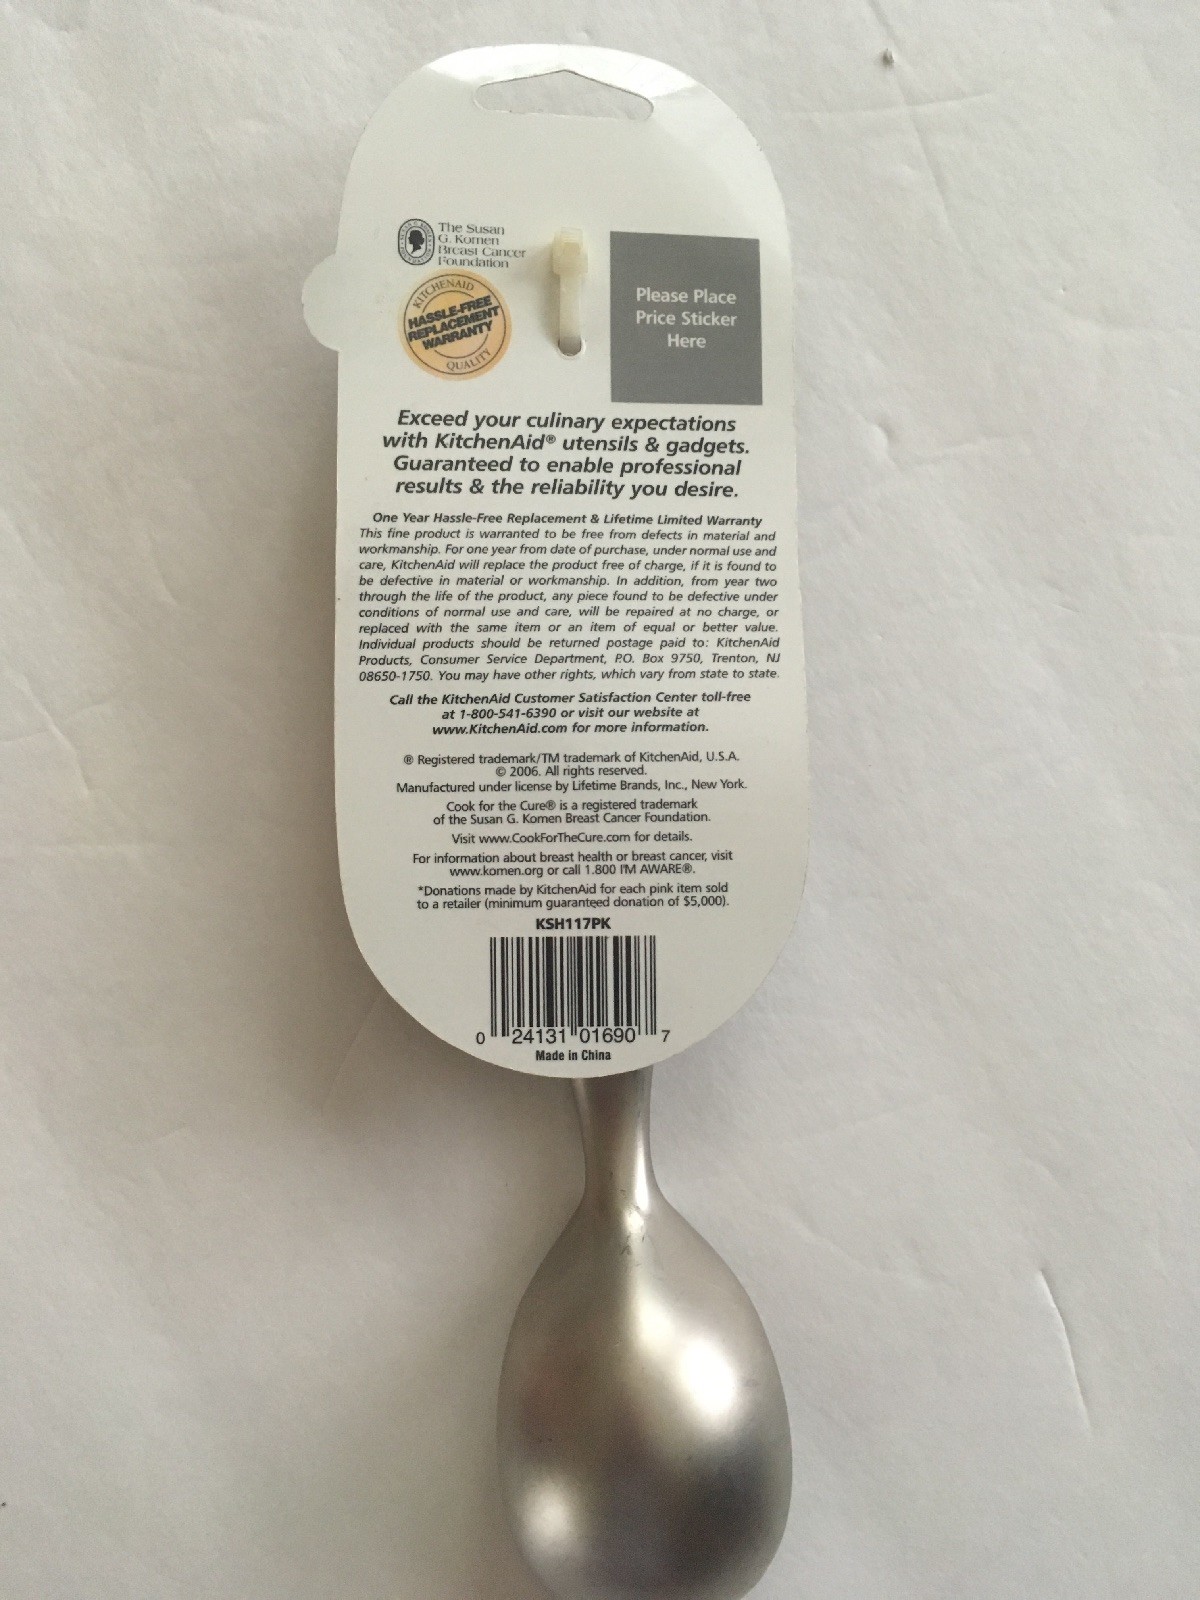 The Susan
G. Komen
Breast Cancer
Foundation
KITCHENAID
HASSLE-FREE
REPLACEMENT
WARRANTY
QUALITY
Please Place
Price Sticker
Here
Exceed your culinary expectations
with KitchenAid® utensils & gadgets.
Guaranteed to enable professional
results & the reliability you desire.
One Year Hassle-Free Replacement & Lifetime Limited Warranty
This fine product is warranted to be free from defects in material and
workmanship. For one year from date of purchase, under normal use and
care, KitchenAid will replace the product free of charge, if it is found to
be defective in material or workmanship. In addition, from year two
through the life of the product, any piece found to be defective under
conditions of normal use and care, will be repaired at no charge, or
replaced with the same item or an item of equal or better value.
Individual products should be returned postage paid to: KitchenAid
Products, Consumer Service Department, P.O. Box 9750, Trenton, NJ
08650-1750. You may have other rights, which vary from state to state.
Call the KitchenAid Customer Satisfaction Center toll-free
at 1-800-541-6390 or visit our website at
www.KitchenAid.com for more information.
® Registered trademark/TM trademark of KitchenAid, U.S.A.
© 2006. All rights reserved.
Manufactured under license by Lifetime Brands, Inc., New York.
Cook for the Cure® is a registered trademark
of the Susan G. Komen Breast Cancer Foundation.
Visit www.CookForTheCure.com for details.
For information about breast health or breast cancer, visit
www.komen.org or call 1.800 I'M AWARE®.
*Donations made by KitchenAid for each pink item sold
to a retailer (minimum guaranteed donation of $5,000).
KSH117PK
0 24131 01690 7
Made in China